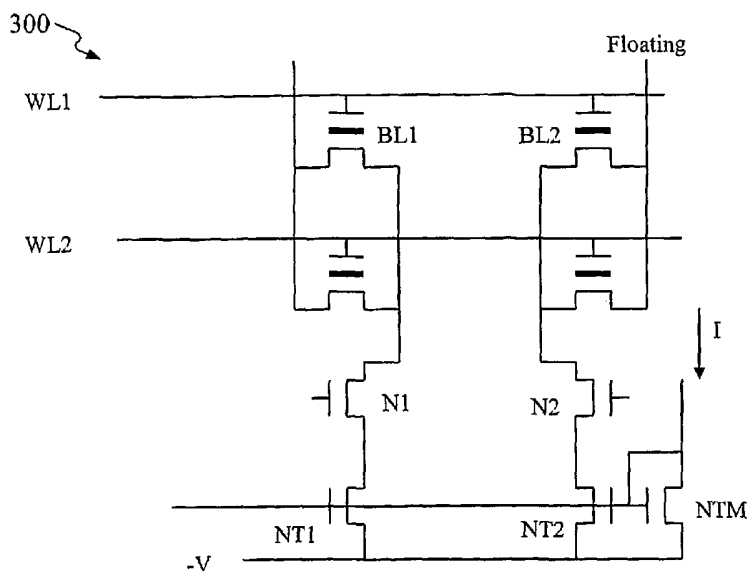 300
Floating
WL1
BL1
BL2
WL2
I
N1
N2
NT1
NT2
NTM
-V